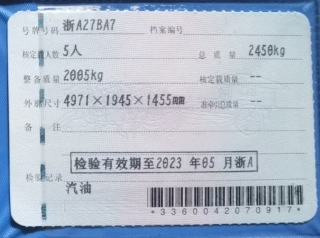 号牌号码 浙A27BA7 档案编号
核定载人数 5人 总质量 2450kg
整备质量 2005kg 核定载质量 --
外廓尺寸 4971×1945×1455mm 准牵引总质量 --
备注
检验有效期至2023年05月浙A
检验记录
汽油
*3360042070917*